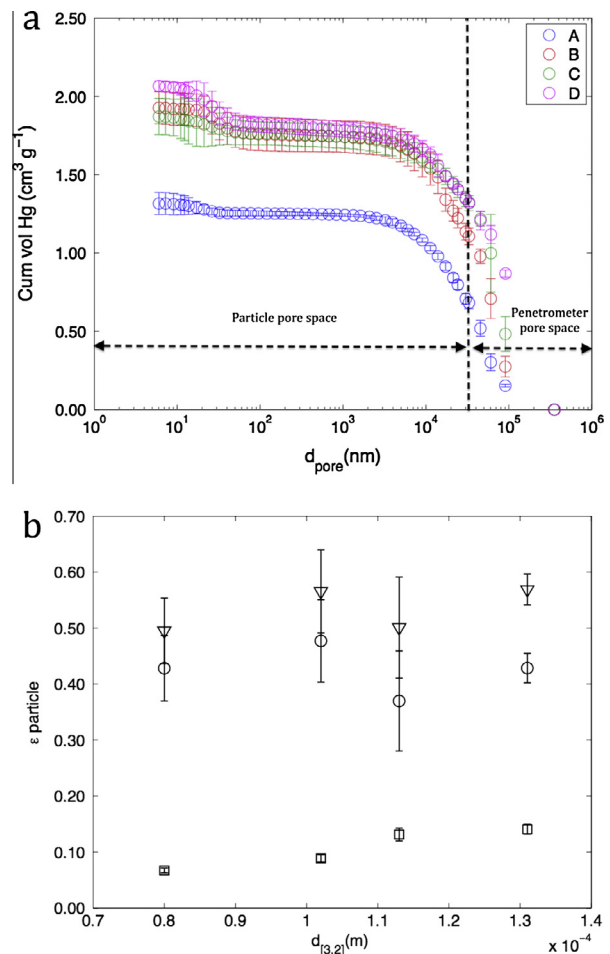 a
2.50
2.00
1.50
1.00
0.50
0.00
Cum vol Hg (cm³ g⁻¹)
A
B
C
D
Particle pore space
Penetrometer
pore space
10⁰ 10¹ 10² 10³ 10⁴ 10⁵ 10⁶
dpore(nm)
b
0.70
0.60
0.50
0.40
0.30
0.20
0.10
0.00
ε particle
0.7 0.8 0.9 1 1.1 1.2 1.3 1.4
d[3,2](m)
x 10⁻⁴